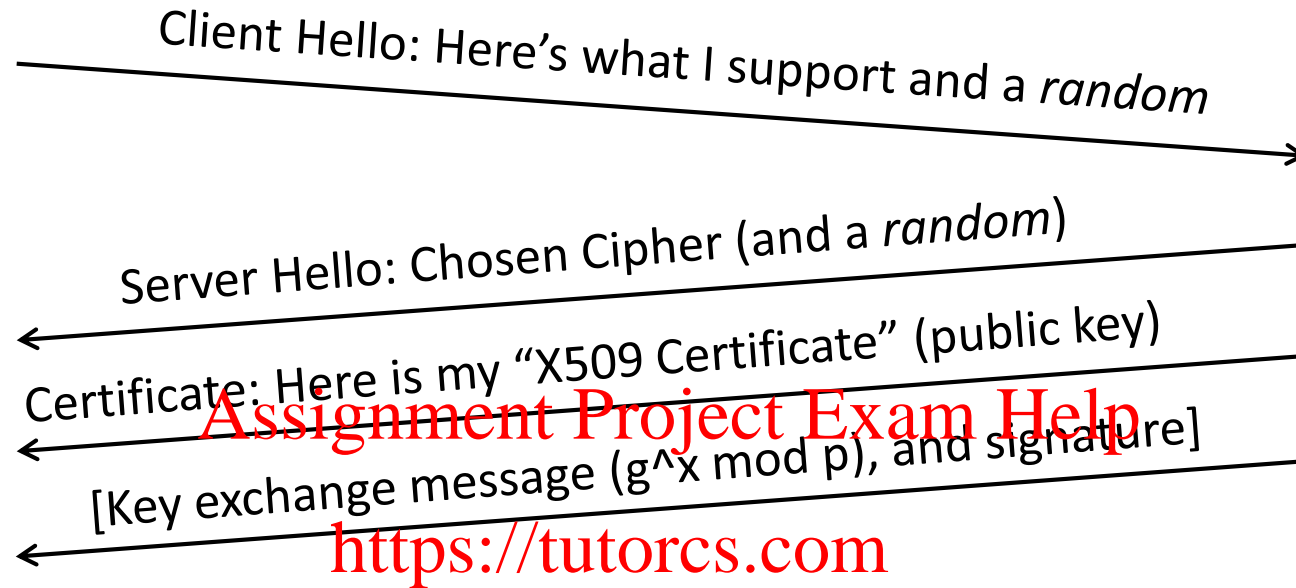 Client Hello: Here’s what I support and a random
Server Hello: Chosen Cipher (and a random)
Certificate: Here is my “X509 Certificate” (public key)
Assignment Project Exam Help
[Key exchange message (g^x mod p), and signature]
https://tutorcs.com